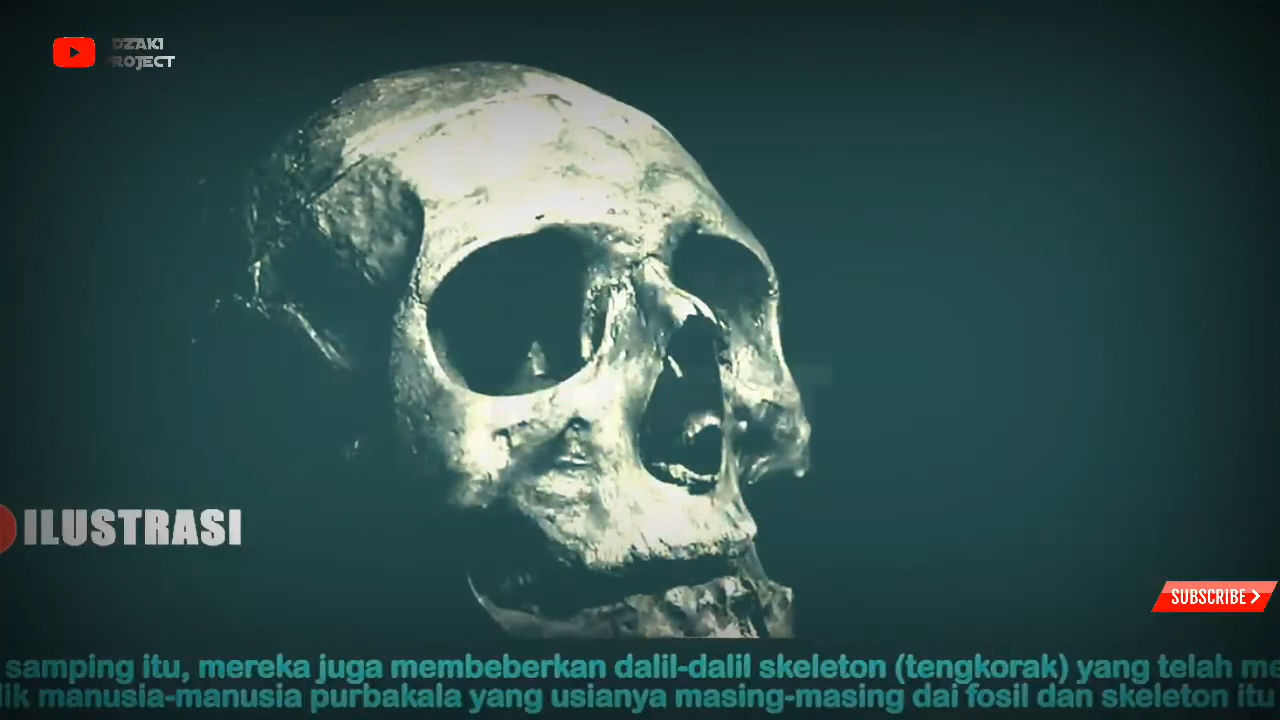 DZAKI
PROJECT
ILUSTRASI
SUBSCRIBE
samping itu, mereka juga membeberkan dalil-dalil skeleton (tengkorak) yang telah me
lik manusia-manusia purbakala yang usianya masing-masing dai fosil dan skeleton itu